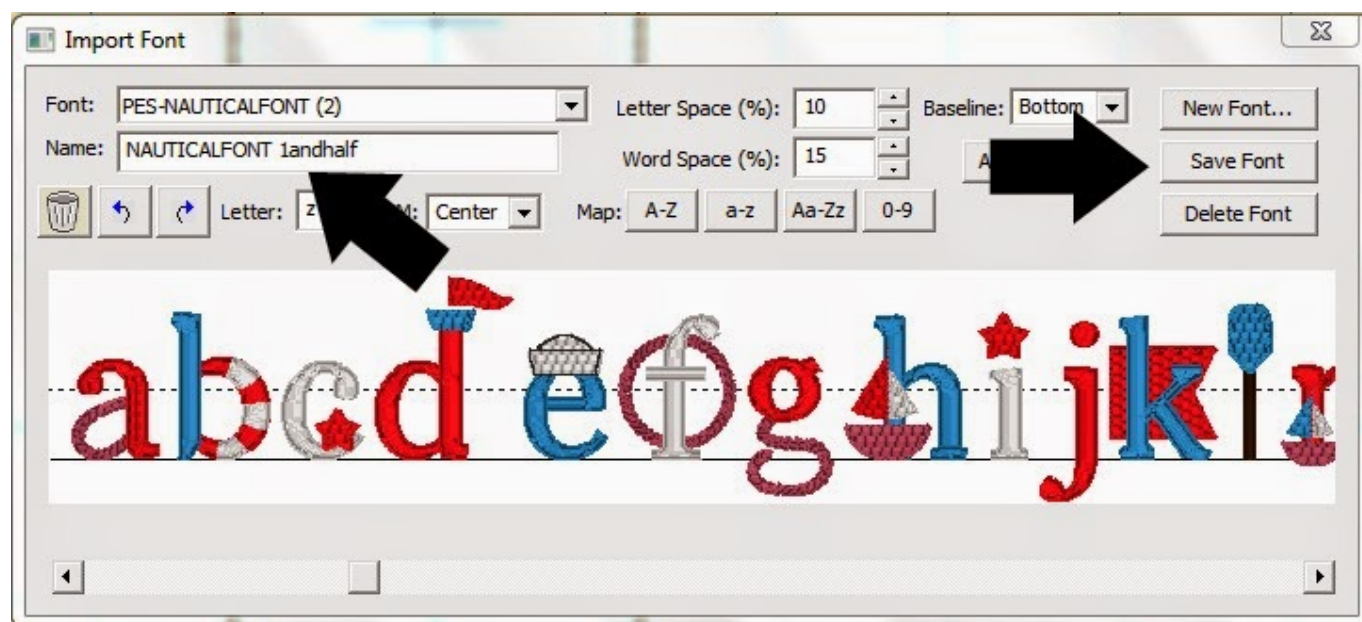 Import Font
Font: PES-NAUTICALFONT (2) Letter Space (%): 10 Baseline: Bottom New Font...
Name: NAUTICALFONT 1andhalf Word Space (%): 15 Save Font
Letter: z Center Map: A-Z a-z Aa-Zz 0-9 Delete Font
a b c d e f g h i j k l